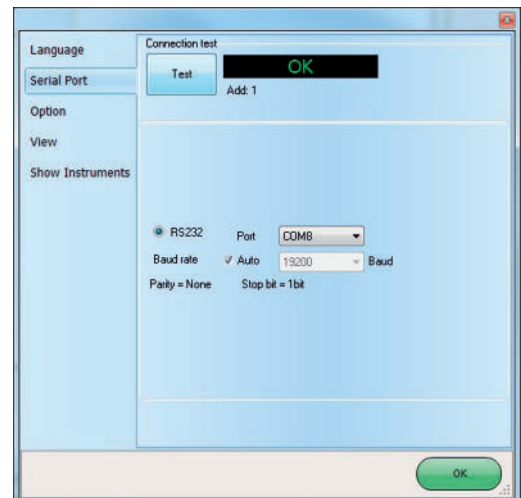 Language
Serial Port
Option
View
Show Instruments
Connection test
Test
OK
Add: 1
RS232 Port COM8
Baud rate Auto 19200 Baud
Parity = None Stop bit = 1bit
OK